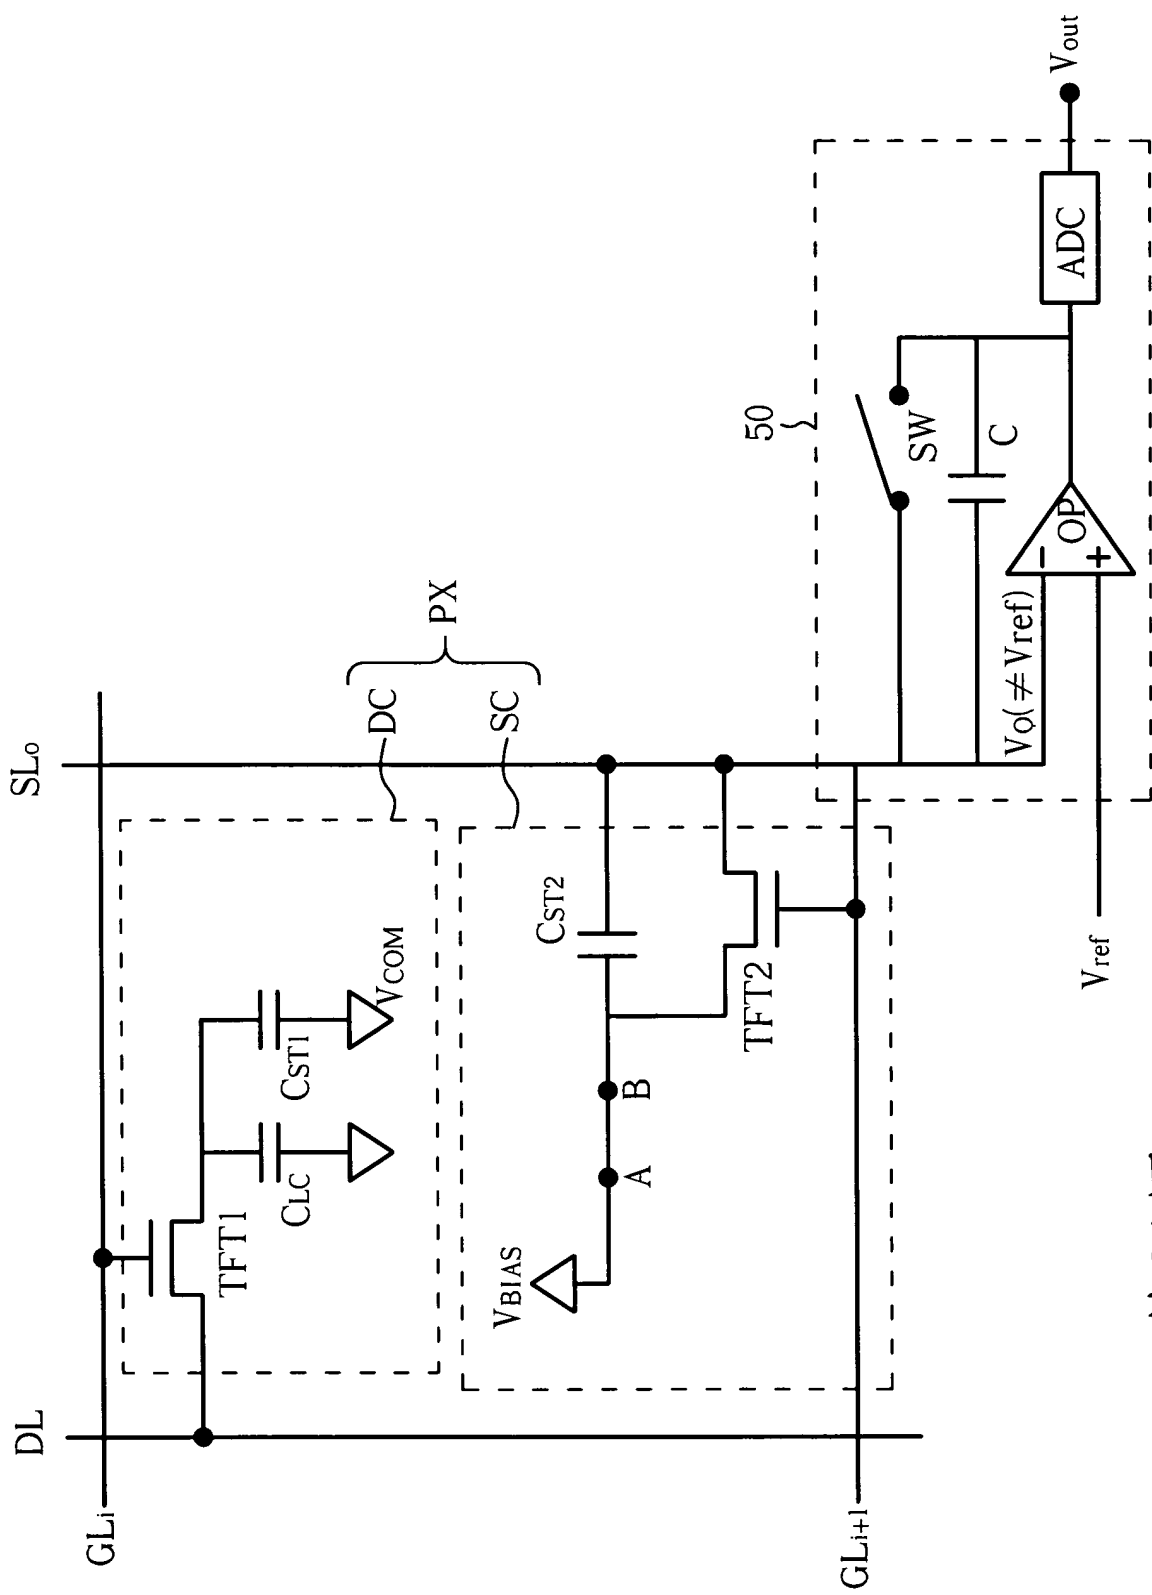 DL
SLo
GLi
TFT1
CLC
CST1
VCOM
DC
SC
PX
VBIAS
A
B
CST2
TFT2
GLi+1
50
SW
C
Vo(≠Vref)
OP
−
+
ADC
Vout
Vref